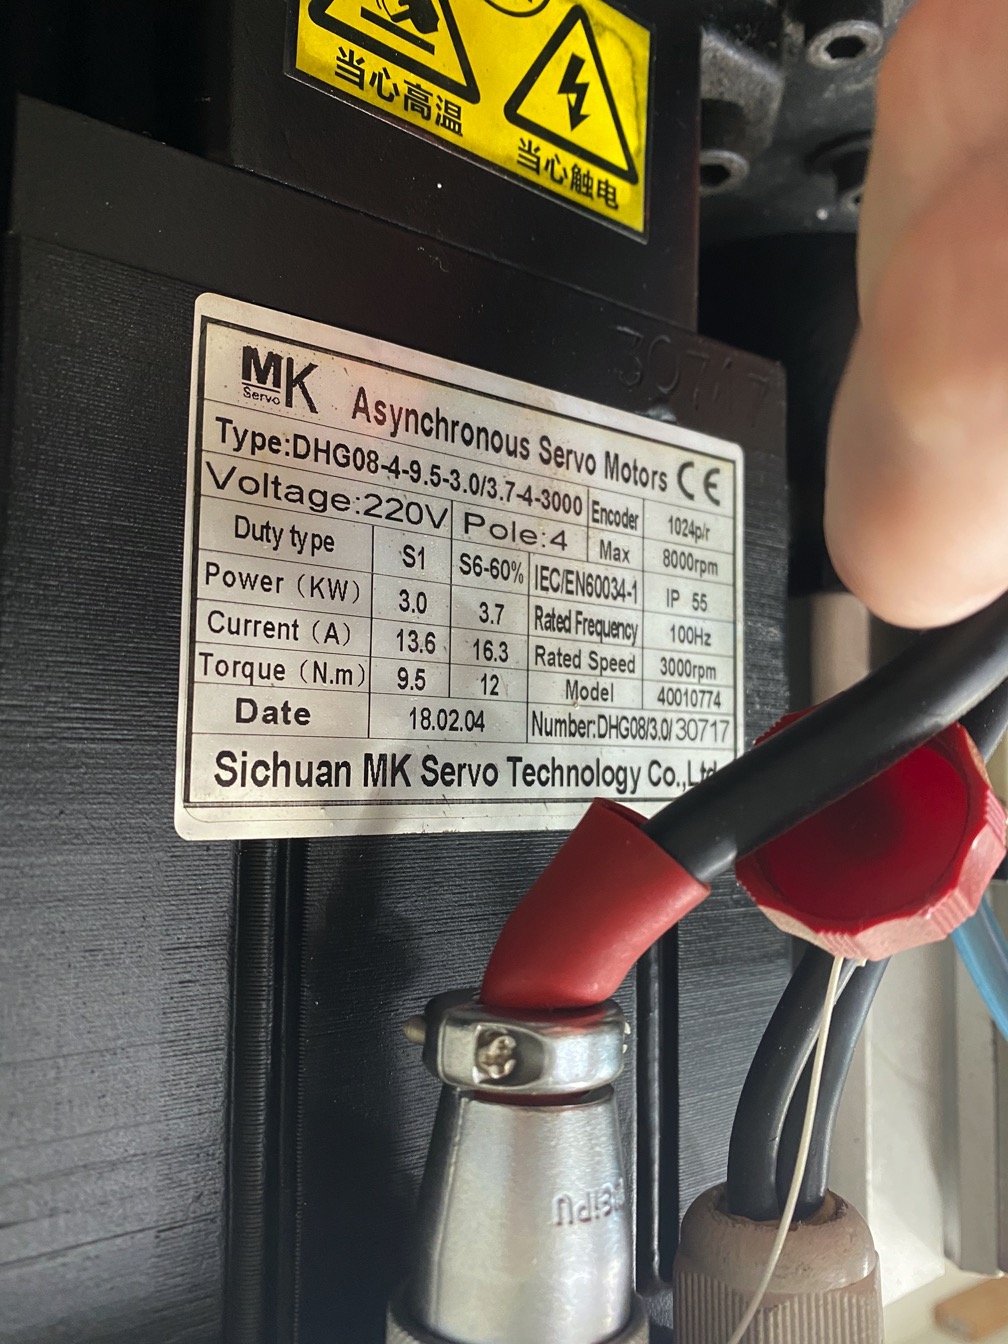 当心高温
当心触电
30717
MK Servo
Asynchronous Servo Motors CE
Type:DHG08-4-9.5-3.0/3.7-4-3000 Encoder 1024p/r
Voltage:220V Pole:4 Max 8000rpm
Duty type S1 S6-60% IEC/EN60034-1 IP 55
Power（KW） 3.0 3.7 Rated Frequency 100Hz
Current（A） 13.6 16.3 Rated Speed 3000rpm
Torque（N.m） 9.5 12 Model 40010774
Date 18.02.04 Number:DHG08/3.0/30717
Sichuan MK Servo Technology Co.,Ltd
WEIPU